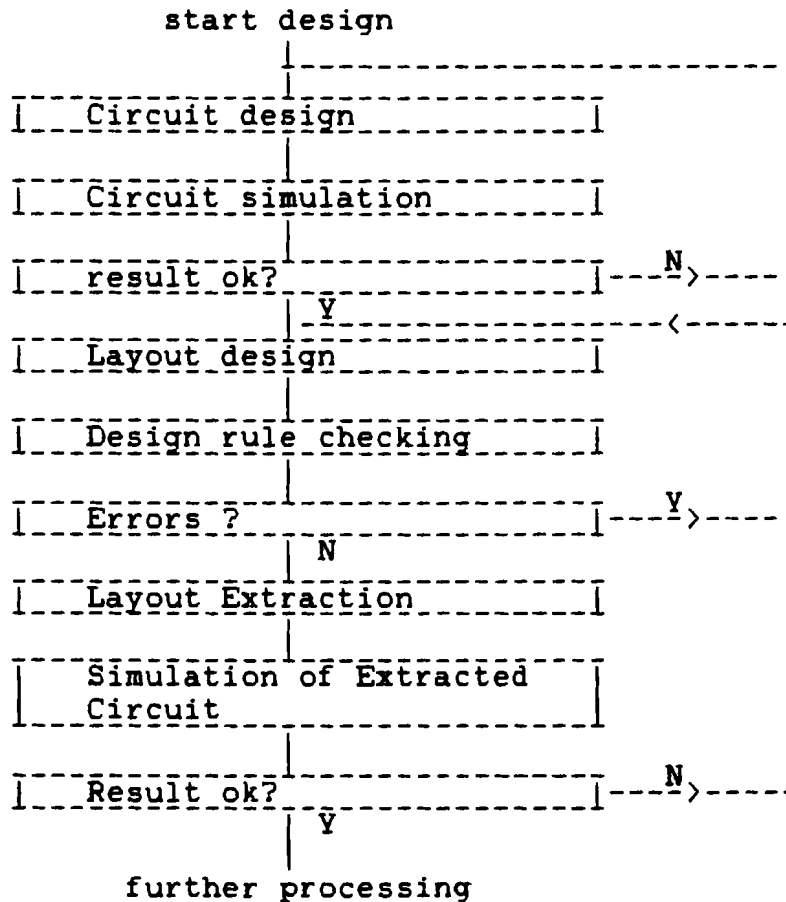 start design
Circuit design
Circuit simulation
result ok?
N
Y
Layout design
Design rule checking
Errors ?
Y
N
Layout Extraction
Simulation of Extracted
Circuit
Result ok?
N
Y
further processing